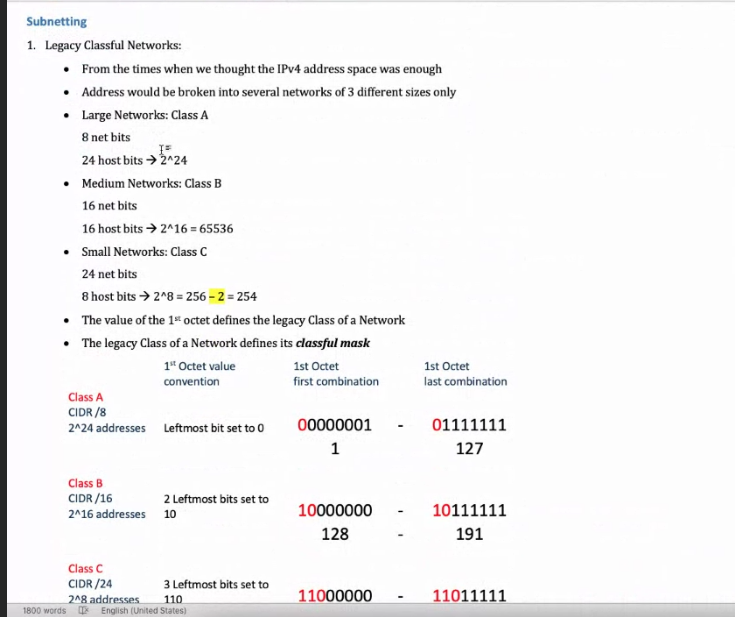 Subnetting
1. Legacy Classful Networks:
• From the times when we thought the IPv4 address space was enough
• Address would be broken into several networks of 3 different sizes only
• Large Networks: Class A
8 net bits
24 host bits → 2^24
• Medium Networks: Class B
16 net bits
16 host bits → 2^16 = 65536
• Small Networks: Class C
24 net bits
8 host bits → 2^8 = 256 – 2 = 254
• The value of the 1st octet defines the legacy Class of a Network
• The legacy Class of a Network defines its classful mask
1st Octet value 1st Octet 1st Octet
convention first combination last combination
Class A
CIDR /8
2^24 addresses Leftmost bit set to 0 00000001 - 01111111
1 127
Class B
CIDR /16 2 Leftmost bits set to
2^16 addresses 10 10000000 - 10111111
128 - 191
Class C
CIDR /24 3 Leftmost bits set to
2^8 addresses 110 11000000 - 11011111
1800 words English (United States)